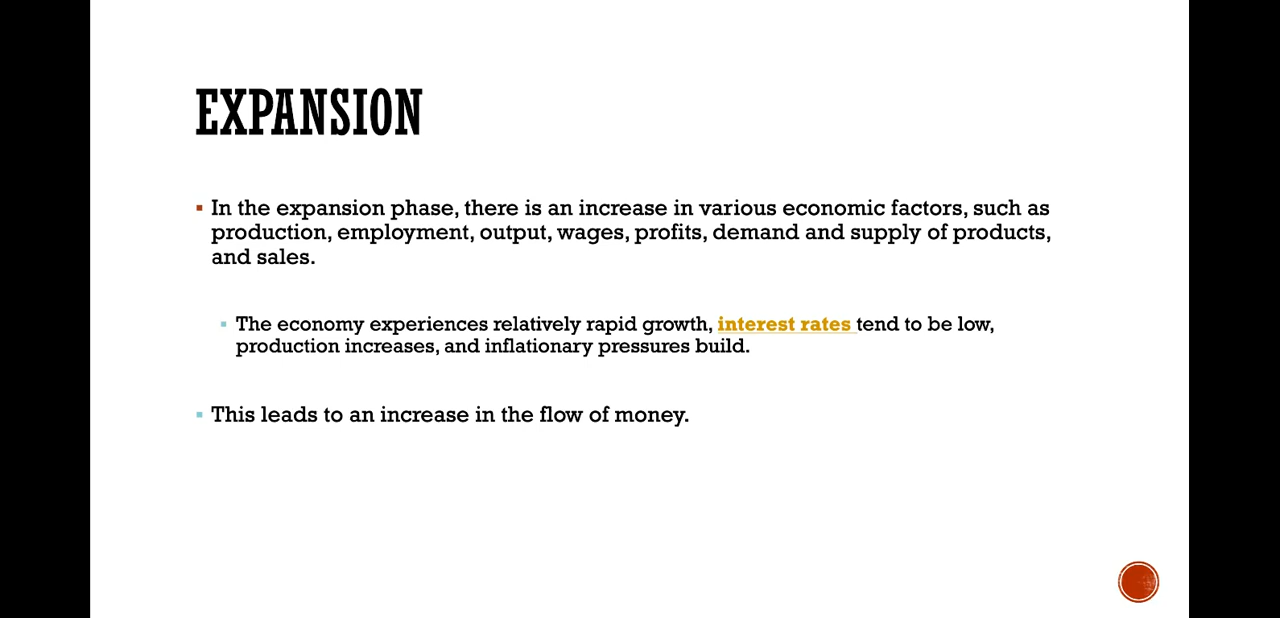 EXPANSION
In the expansion phase, there is an increase in various economic factors, such as
production, employment, output, wages, profits, demand and supply of products,
and sales.
The economy experiences relatively rapid growth, interest rates tend to be low,
production increases, and inflationary pressures build.
This leads to an increase in the flow of money.